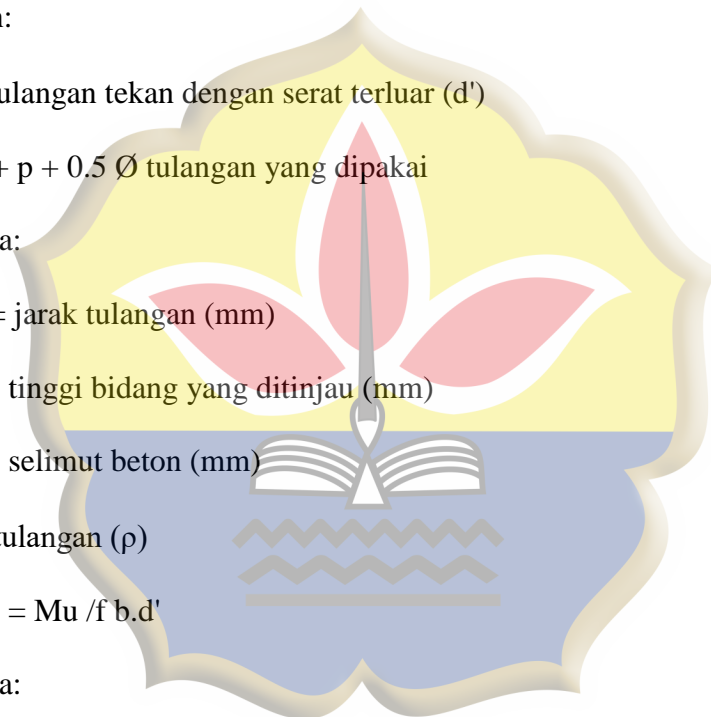 ulangan tekan dengan serat terluar (d')
+ p + 0.5 Ø tulangan yang dipakai
= jarak tulangan (mm)
tinggi bidang yang ditinjau (mm)
selimut beton (mm)
tulangan (ρ)
= Mu /f b.d'